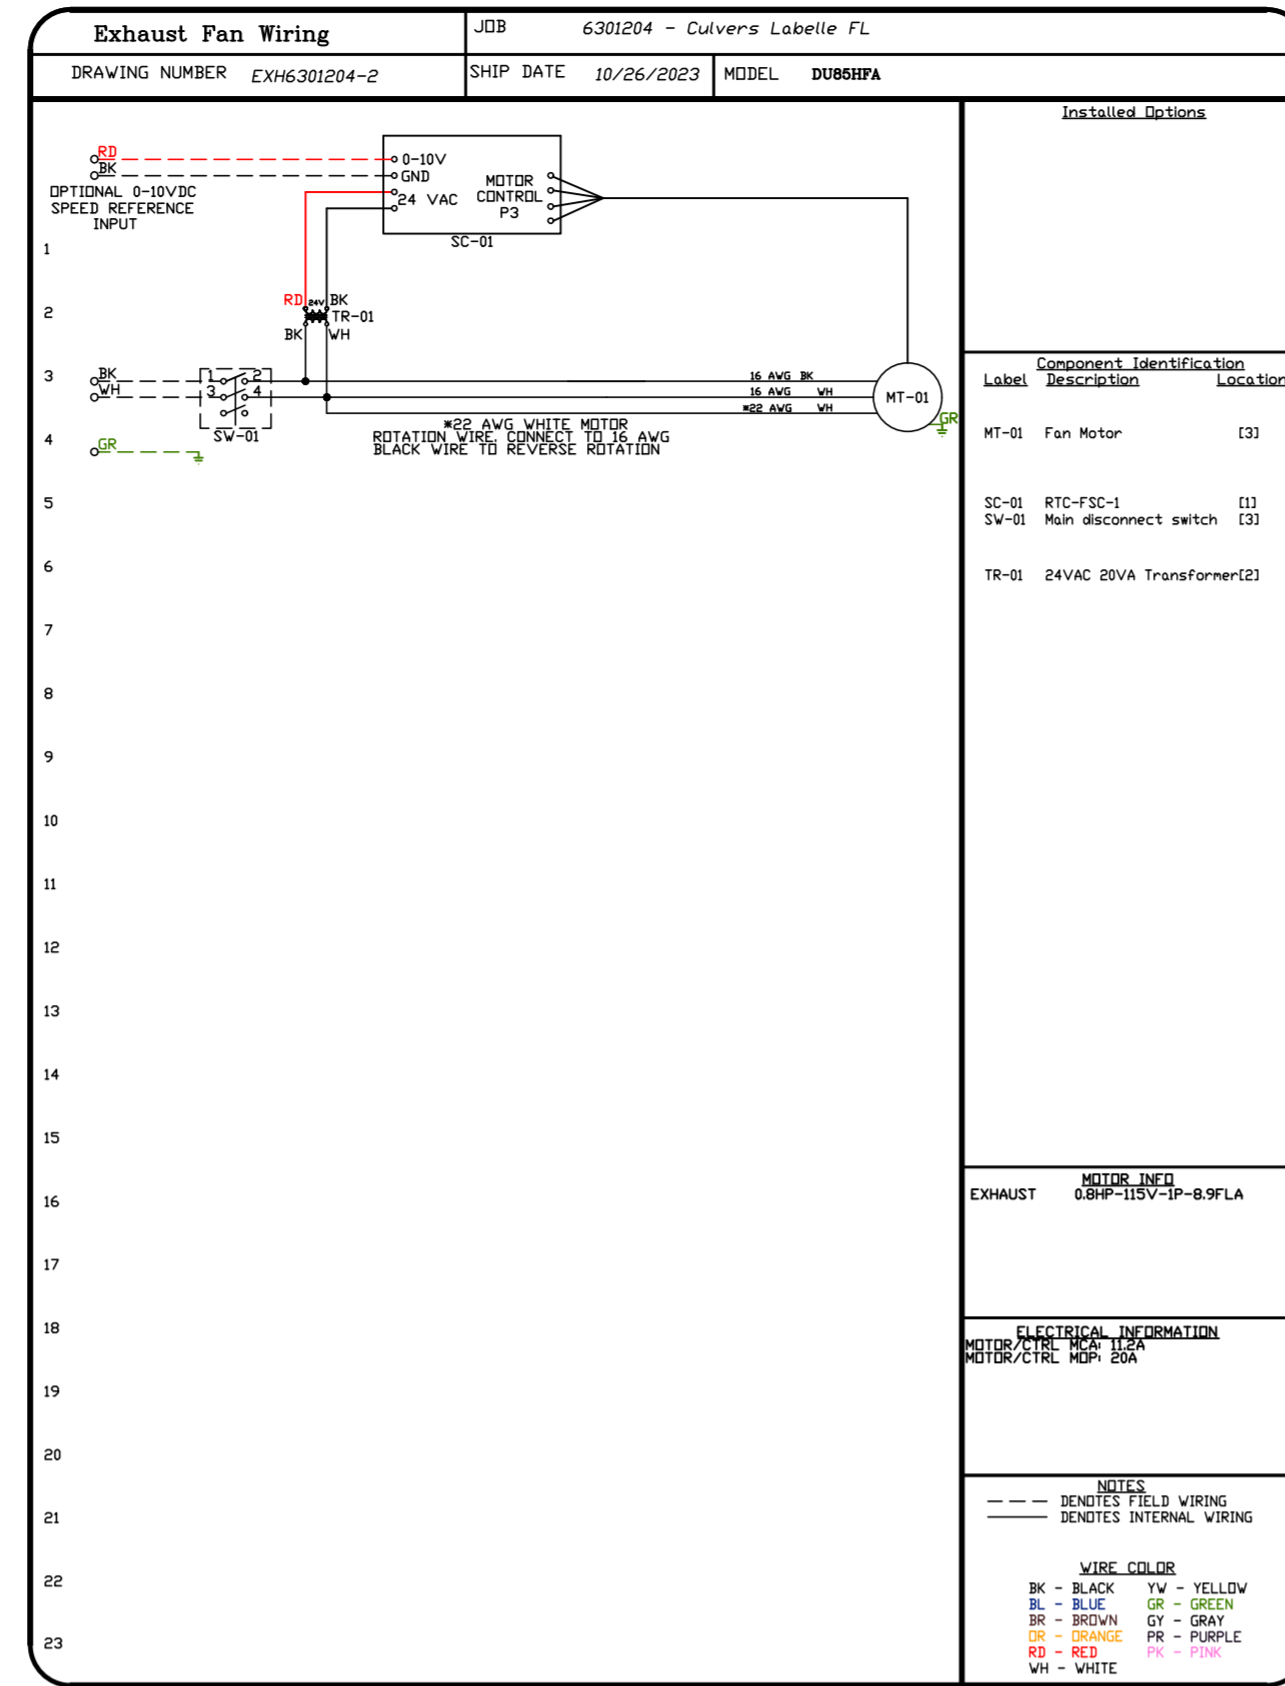 Exhaust Fan Wiring
JOB 6301204 - Culvers Labelle FL
DRAWING NUMBER EXH6301204-2
SHIP DATE 10/26/2023
MODEL DU85HFA
RD
BK
OPTIONAL 0-10VDC
SPEED REFERENCE
INPUT
0-10V
GND
24 VAC
MOTOR
CONTROL
P3
SC-01
RD 24V BK
TR-01
BK WH
BK
WH
1 2
3 4
SW-01
GR
16 AWG BK
16 AWG WH
*22 AWG WH
MT-01
GR
*22 AWG WHITE MOTOR
ROTATION WIRE. CONNECT TO 16 AWG
BLACK WIRE TO REVERSE ROTATION
1
2
3
4
5
6
7
8
9
10
11
12
13
14
15
16
17
18
19
20
21
22
23
Installed Options
Component Identification
Label Description Location
MT-01 Fan Motor [3]
SC-01 RTC-FSC-1 [1]
SW-01 Main disconnect switch [3]
TR-01 24VAC 20VA Transformer[2]
MOTOR INFO
EXHAUST 0.8HP-115V-1P-8.9FLA
ELECTRICAL INFORMATION
MOTOR/CTRL MCA: 11.2A
MOTOR/CTRL MOP: 20A
NOTES
DENOTES FIELD WIRING
DENOTES INTERNAL WIRING
WIRE COLOR
BK - BLACK YW - YELLOW
BL - BLUE GR - GREEN
BR - BROWN GY - GRAY
OR - ORANGE PR - PURPLE
RD - RED PK - PINK
WH - WHITE